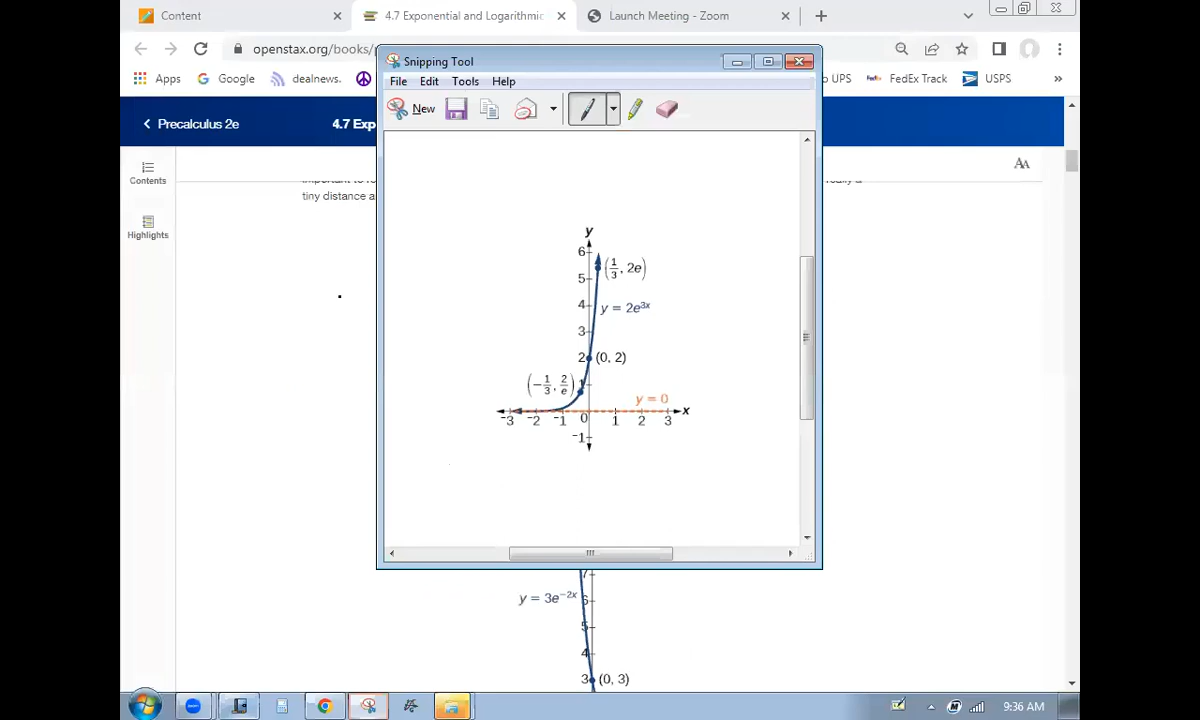 Content
4.7 Exponential and Logarithmic
Launch Meeting - Zoom
openstax.org/books/
Apps
Google
dealnews.
p UPS
FedEx Track
USPS
»
Snipping Tool
File Edit Tools Help
New
Precalculus 2e
4.7 Exp
Contents
Highlights
AA
tiny distance a
y
6
(1/3, 2e)
5
4
y = 2e^{3x}
3
2
(0, 2)
(−1/3, 2/e)
1
y = 0
x
−3 −2 −1 0 1 2 3
−1
7
y = 3e^{−2x}
6
5
4
3
(0, 3)
9:36 AM